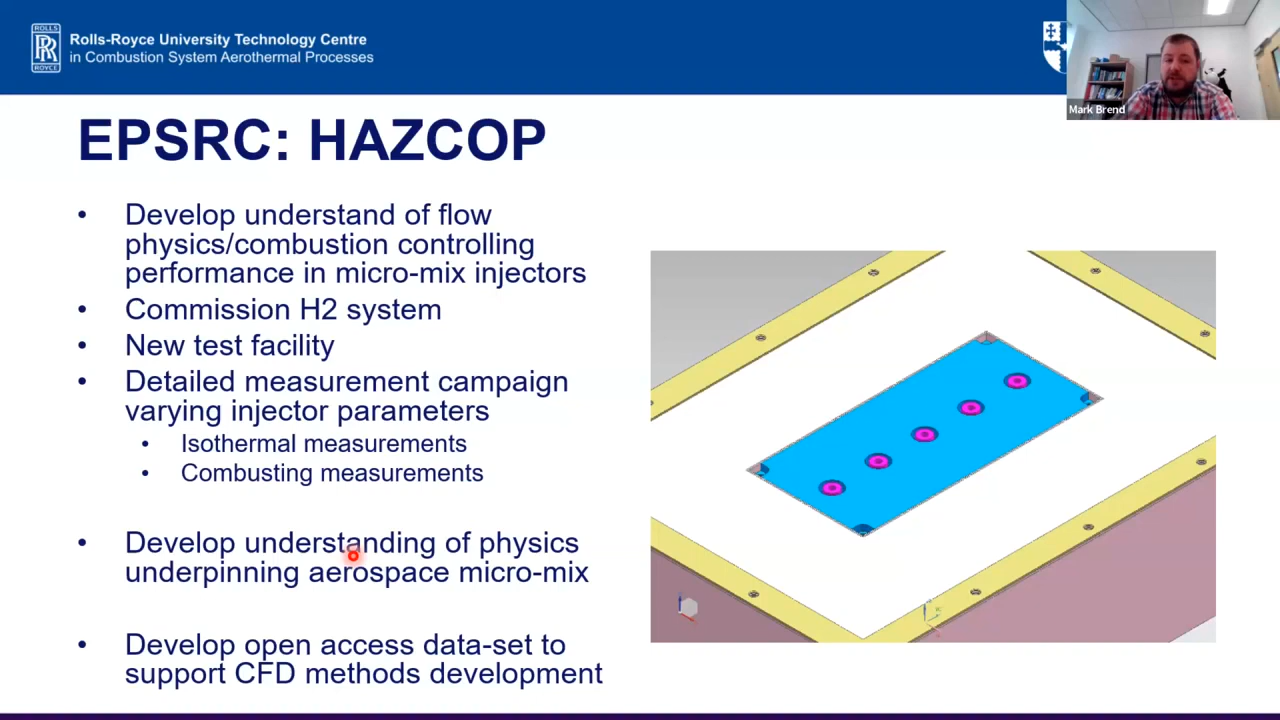 ROLLS
RR
ROYCE
Rolls-Royce University Technology Centre
in Combustion System Aerothermal Processes
Mark Brend
EPSRC: HAZCOP
• Develop understand of flow
physics/combustion controlling
performance in micro-mix injectors
• Commission H2 system
• New test facility
• Detailed measurement campaign
varying injector parameters
• Isothermal measurements
• Combusting measurements
• Develop understanding of physics
underpinning aerospace micro-mix
• Develop open access data-set to
support CFD methods development